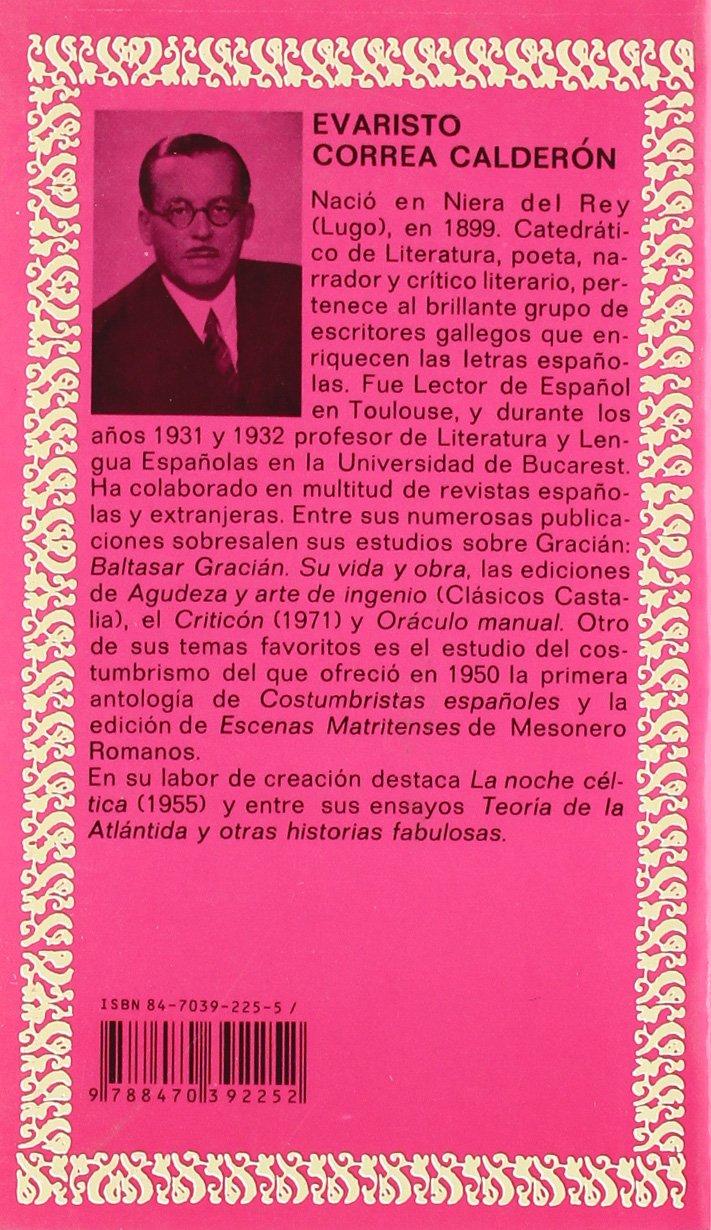 EVARISTO
CORREA CALDERÓN
Nació en Niera del Rey
(Lugo), en 1899. Catedráti-
co de Literatura, poeta, na-
rrador y crítico literario, per-
tenece al brillante grupo de
escritores gallegos que en-
riquecen las letras españo-
las. Fue Lector de Español
en Toulouse, y durante los
años 1931 y 1932 profesor de Literatura y Len-
gua Españolas en la Universidad de Bucarest.
Ha colaborado en multitud de revistas españo-
las y extranjeras. Entre sus numerosas publica-
ciones sobresalen sus estudios sobre Gracián:
Baltasar Gracián. Su vida y obra, las ediciones
de Agudeza y arte de ingenio (Clásicos Casta-
lia), el Criticón (1971) y Oráculo manual. Otro
de sus temas favoritos es el estudio del cos-
tumbrismo del que ofreció en 1950 la primera
antología de Costumbristas españoles y la
edición de Escenas Matritenses de Mesonero
Romanos.
En su labor de creación destaca La noche cél-
tica (1955) y entre sus ensayos Teoría de la
Atlántida y otras historias fabulosas.
ISBN 84-7039-225-5 /
9 788470 392252